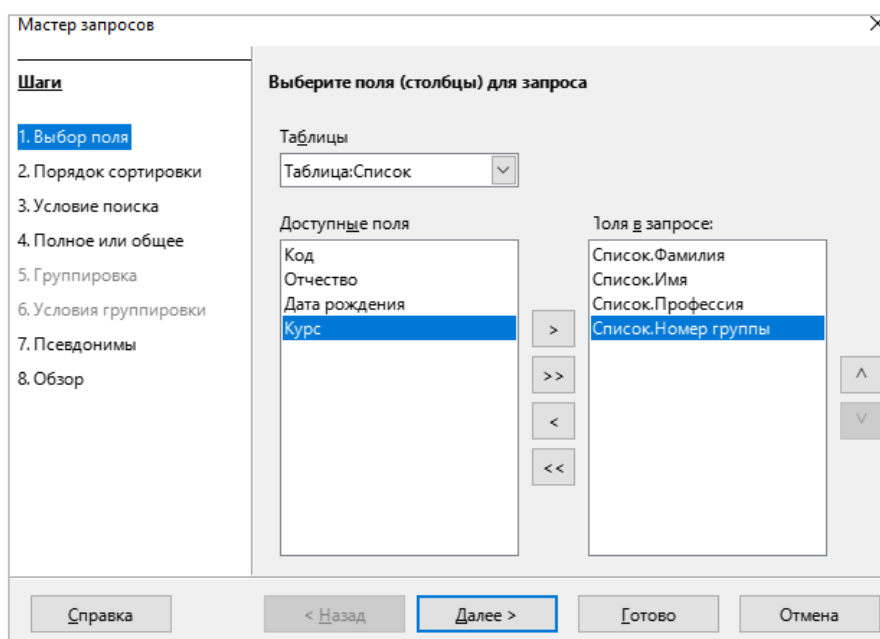 Мастер запросов
Шаги
1. Выбор поля
2. Порядок сортировки
3. Условие поиска
4. Полное или общее
5. Группировка
6. Условия группировки
7. Псевдонимы
8. Обзор
Выберите поля (столбцы) для запроса
Таблицы
Таблица:Список
Доступные поля
Код
Отчество
Дата рождения
Курс
>
>>
<
<<
Поля в запросе:
Список.Фамилия
Список.Имя
Список.Профессия
Список.Номер группы
Справка
< Назад
Далее >
Готово
Отмена